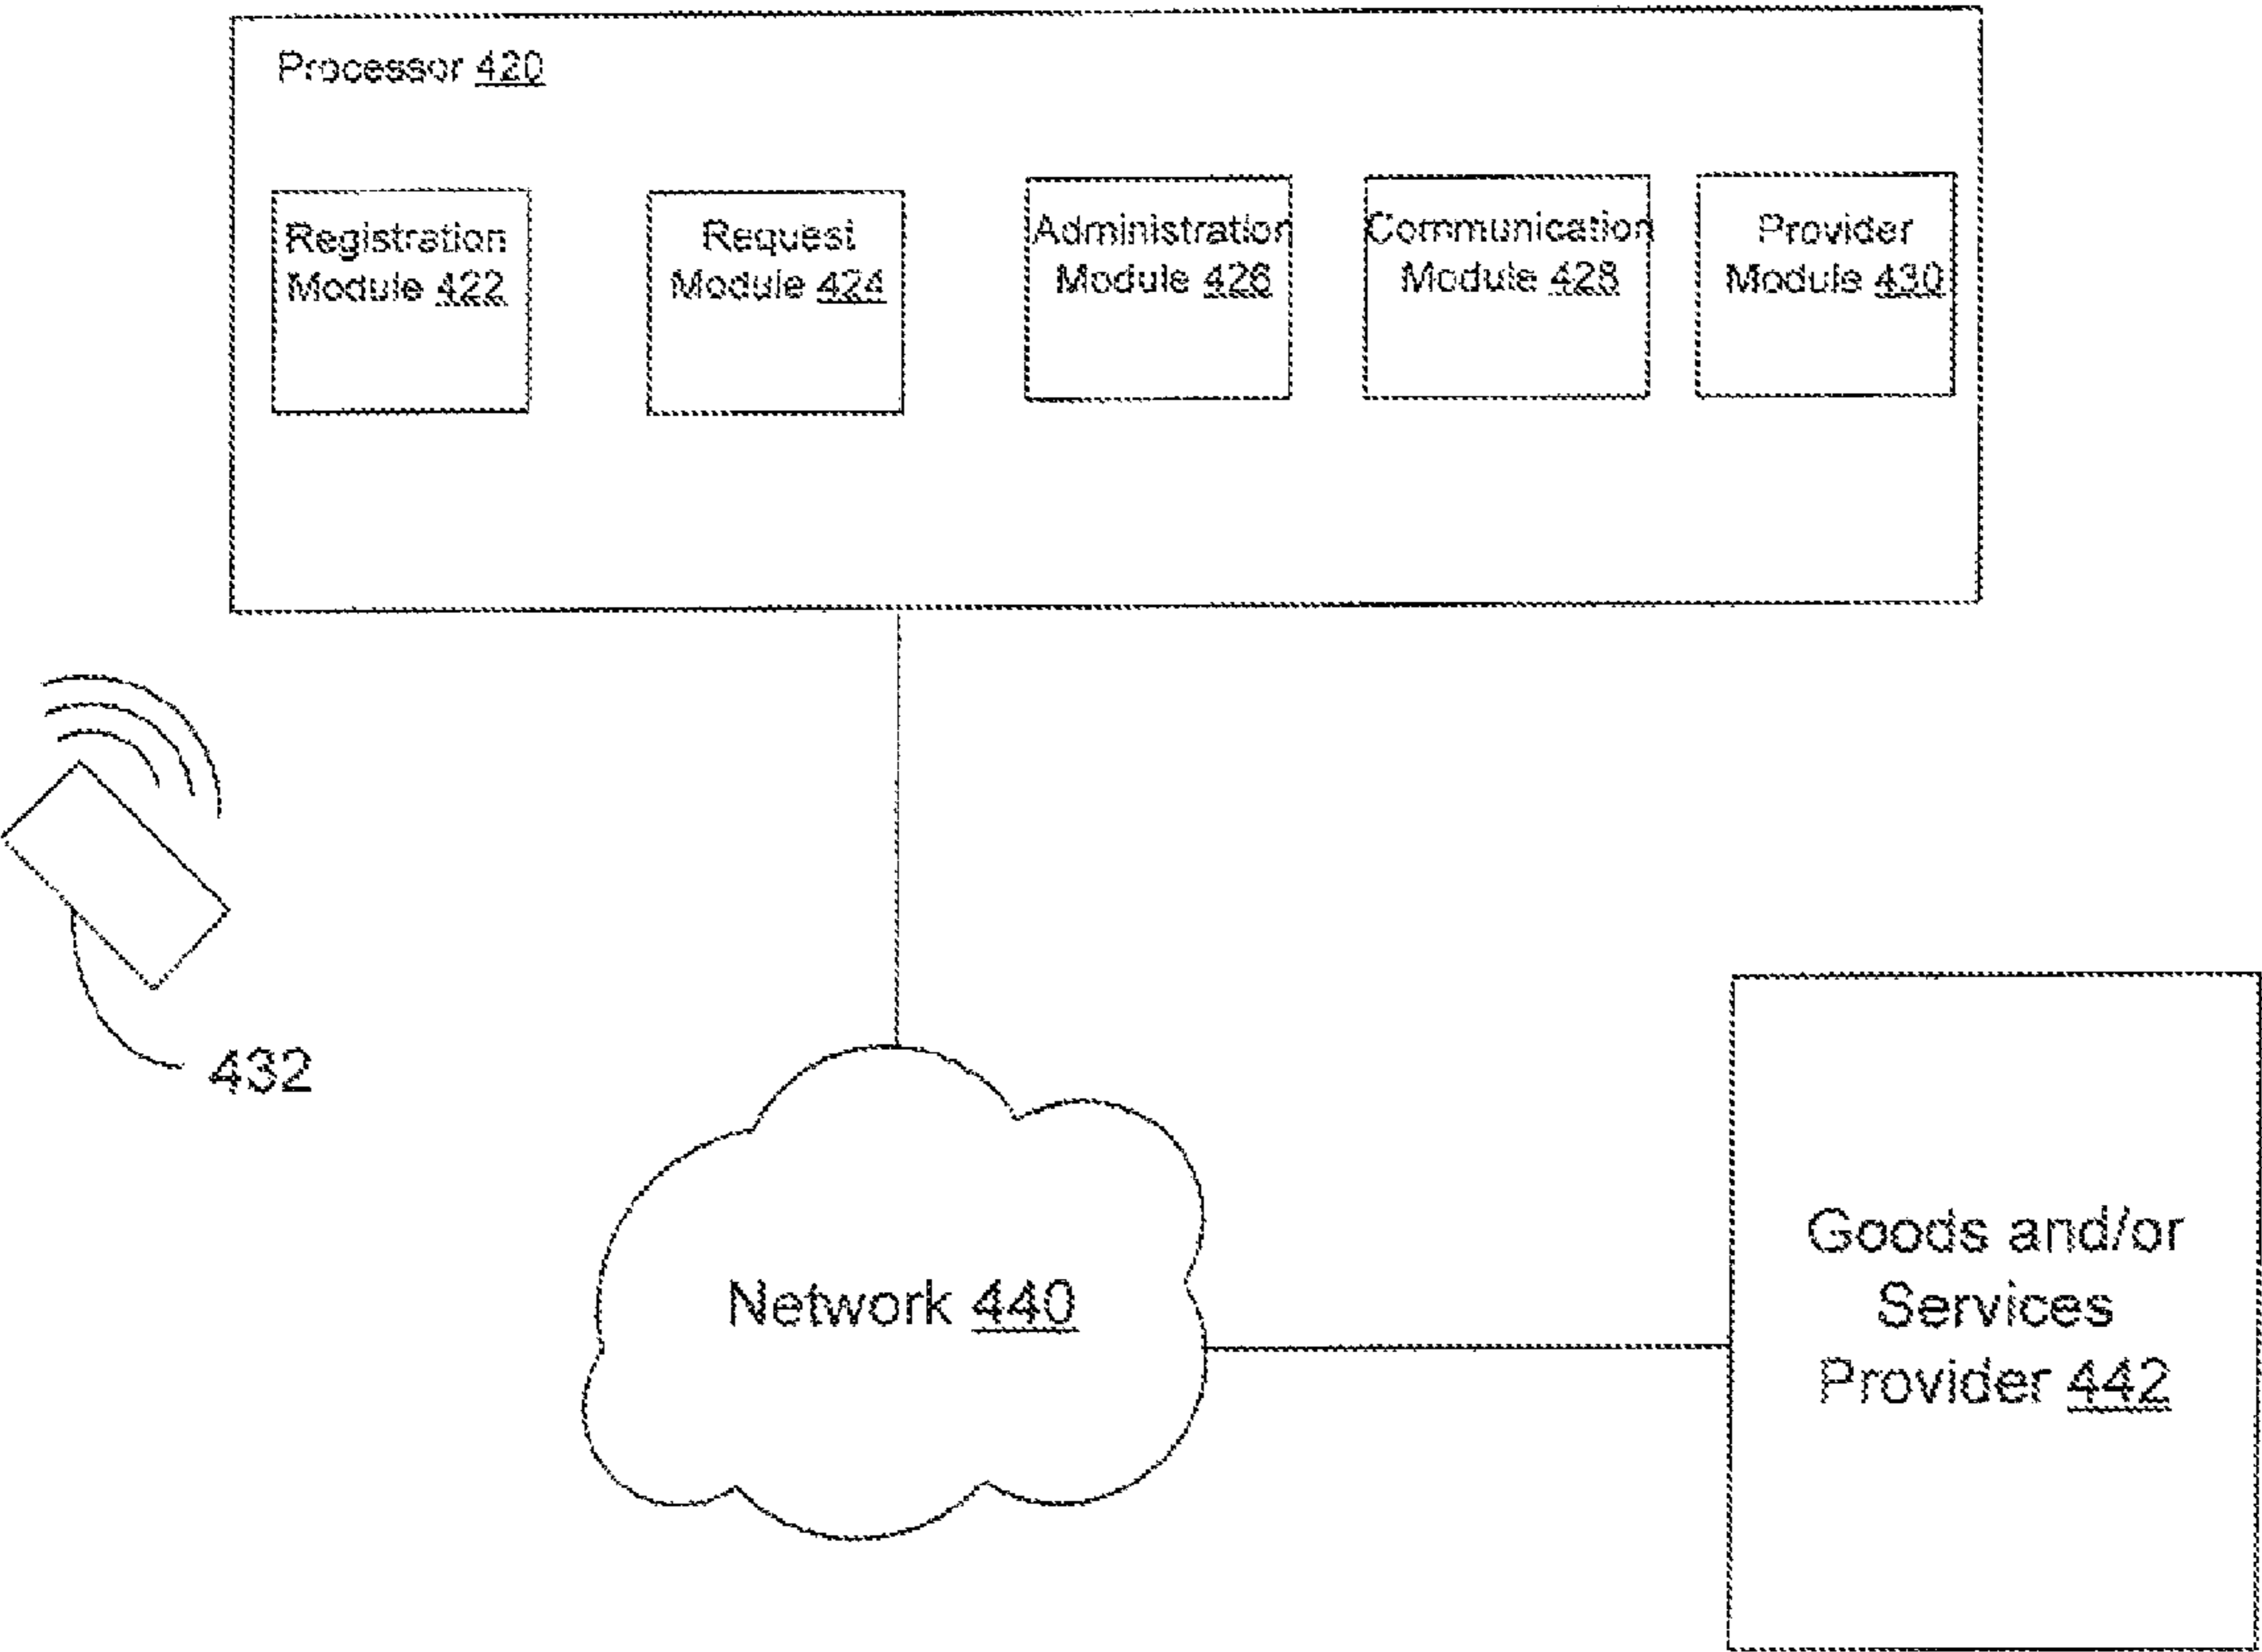 Processor 420
Registration
Module 422
Request
Module 424
Administration
Module 426
Communication
Module 428
Provider
Module 430
432
Network 440
Goods and/or
Services
Provider 442